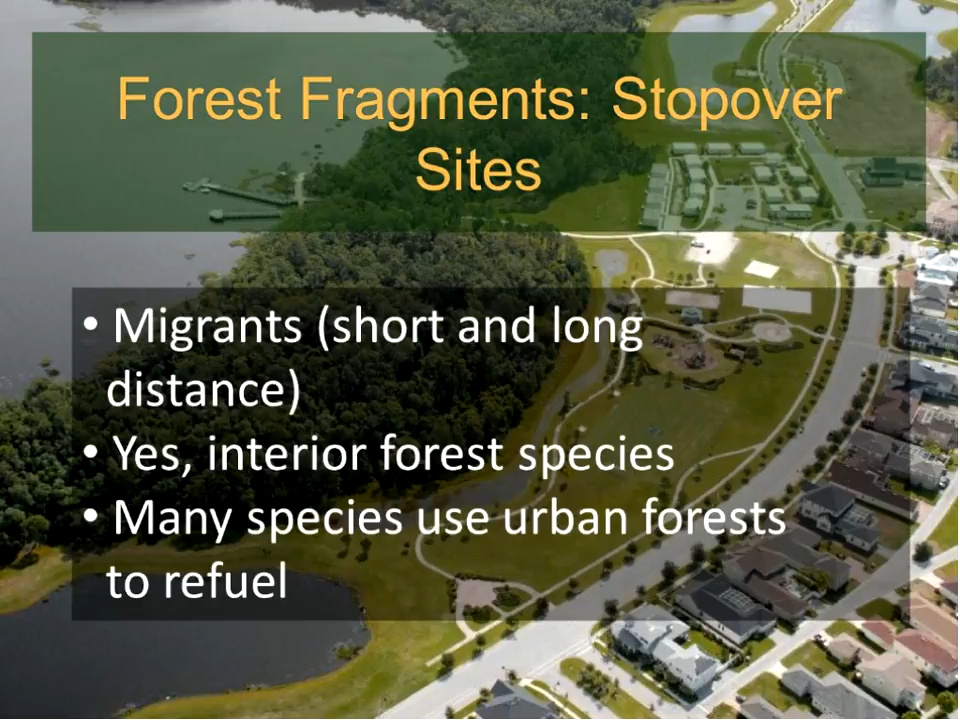 Forest Fragments: Stopover
Sites
• Migrants (short and long
distance)
• Yes, interior forest species
• Many species use urban forests
to refuel